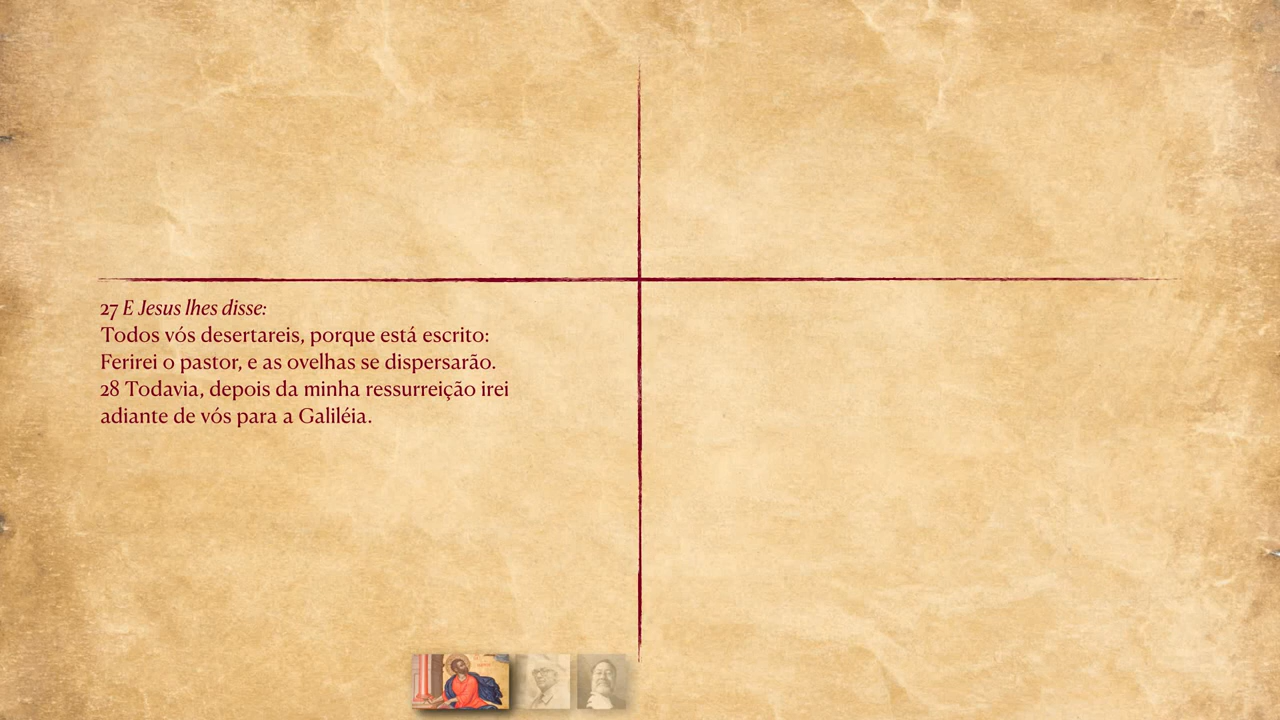 27 E Jesus lhes disse:
Todos vós desertareis, porque está escrito:
Ferirei o pastor, e as ovelhas se dispersarão.
28 Todavia, depois da minha ressurreição irei
adiante de vós para a Galiléia.